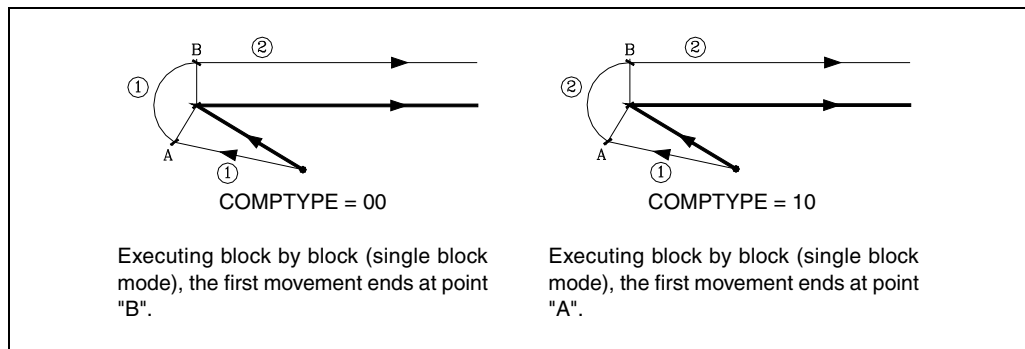 B
②
①
A
①
COMPTYPE = 00
Executing block by block (single block
mode), the first movement ends at point
"B".
B
②
②
A
①
COMPTYPE = 10
Executing block by block (single block
mode), the first movement ends at point
"A".